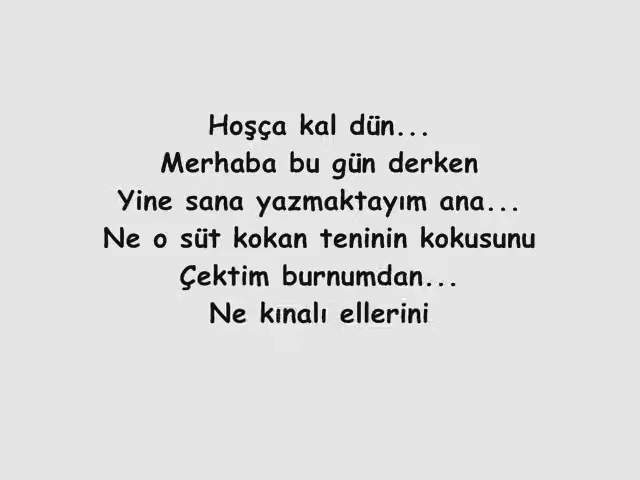 Hoşça kal dün...
Merhaba bu gün derken
Yine sana yazmaktayım ana...
Ne o süt kokan teninin kokusunu
Çektim burnumdan...
Ne kınalı ellerini